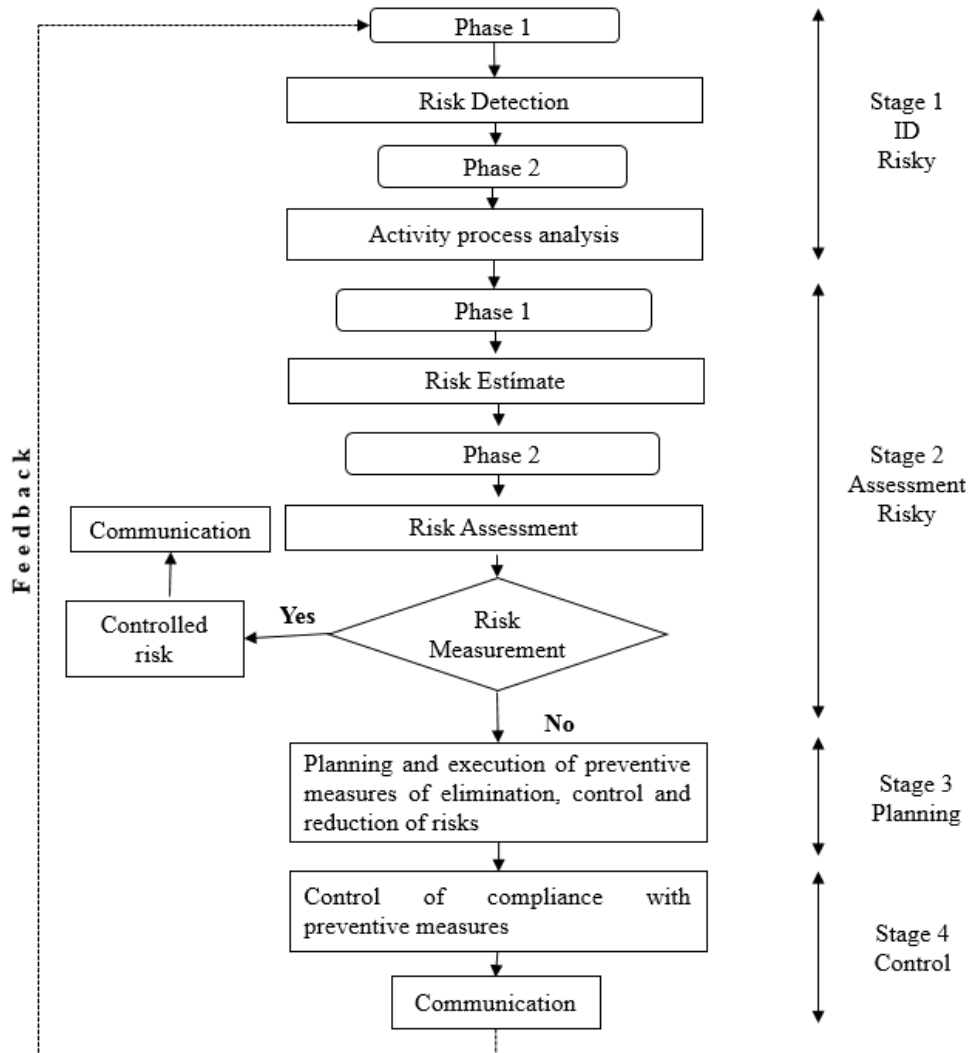 Phase 1
Risk Detection
Phase 2
Activity process analysis
Stage 1
ID
Risky
Phase 1
Risk Estímate
Phase 2
Risk Assessment
Stage 2
Assessment
Risky
Feedback
Communication
Controlled
risk
Yes
Risk
Measurement
No
Planning and execution of preventive
measures of elimination, control and
reduction of risks
Stage 3
Planning
Control of compliance with
preventive measures
Stage 4
Control
Communication